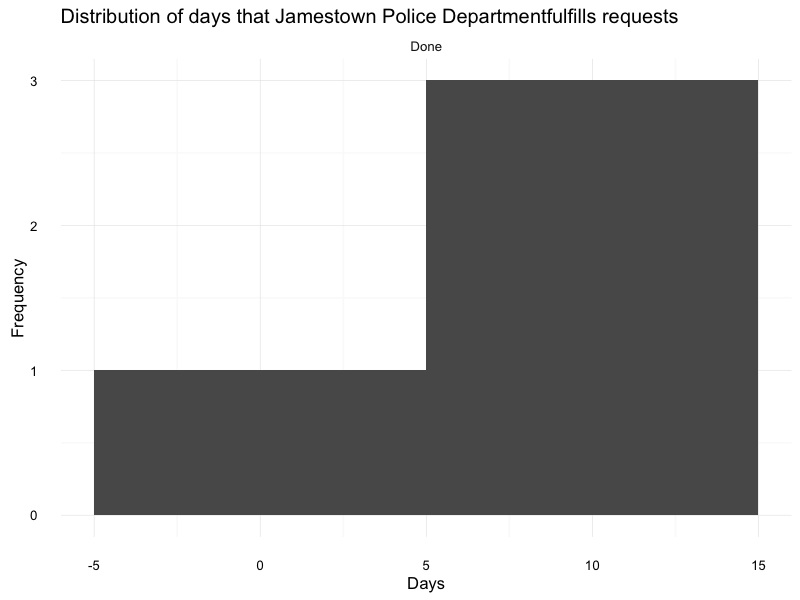 Distribution of days that Jamestown Police Departmentfulfills requests
Done
3
2
1
0
Frequency
-5 0 5 10 15
Days